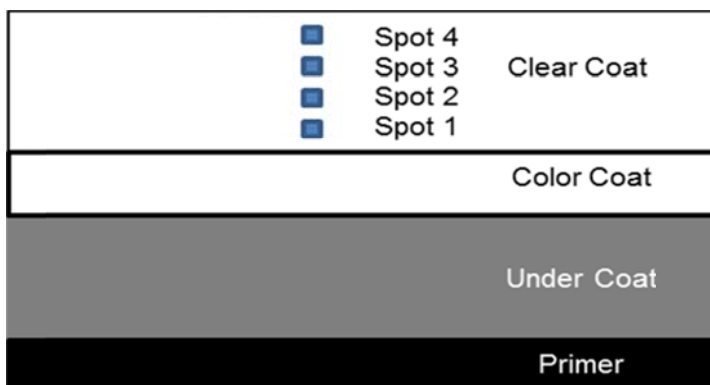 Spot 4
Spot 3
Clear Coat
Spot 2
Spot 1
Color Coat
Under Coat
Primer